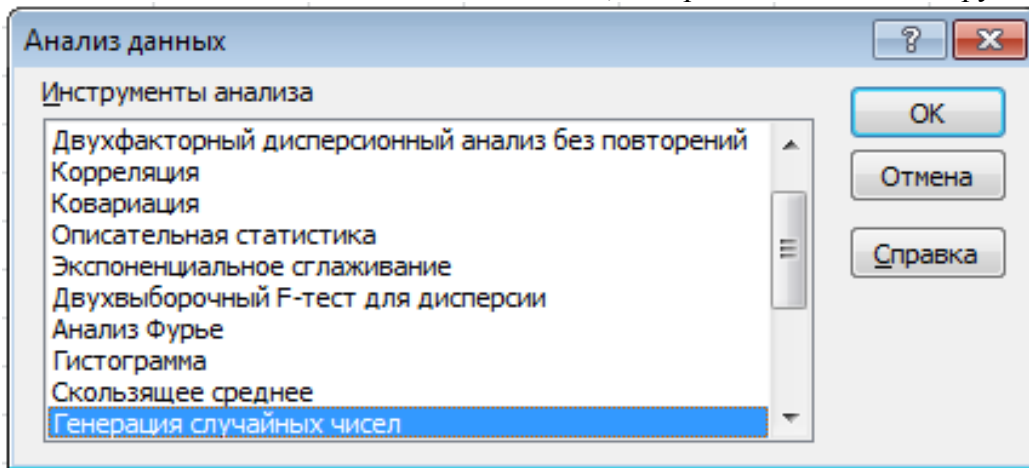 Анализ данных
Инструменты анализа
Двухфакторный дисперсионный анализ без повторений
Корреляция
Ковариация
Описательная статистика
Экспоненциальное сглаживание
Двухвыборочный F-тест для дисперсии
Анализ Фурье
Гистограмма
Скользящее среднее
Генерация случайных чисел
OK
Отмена
Справка